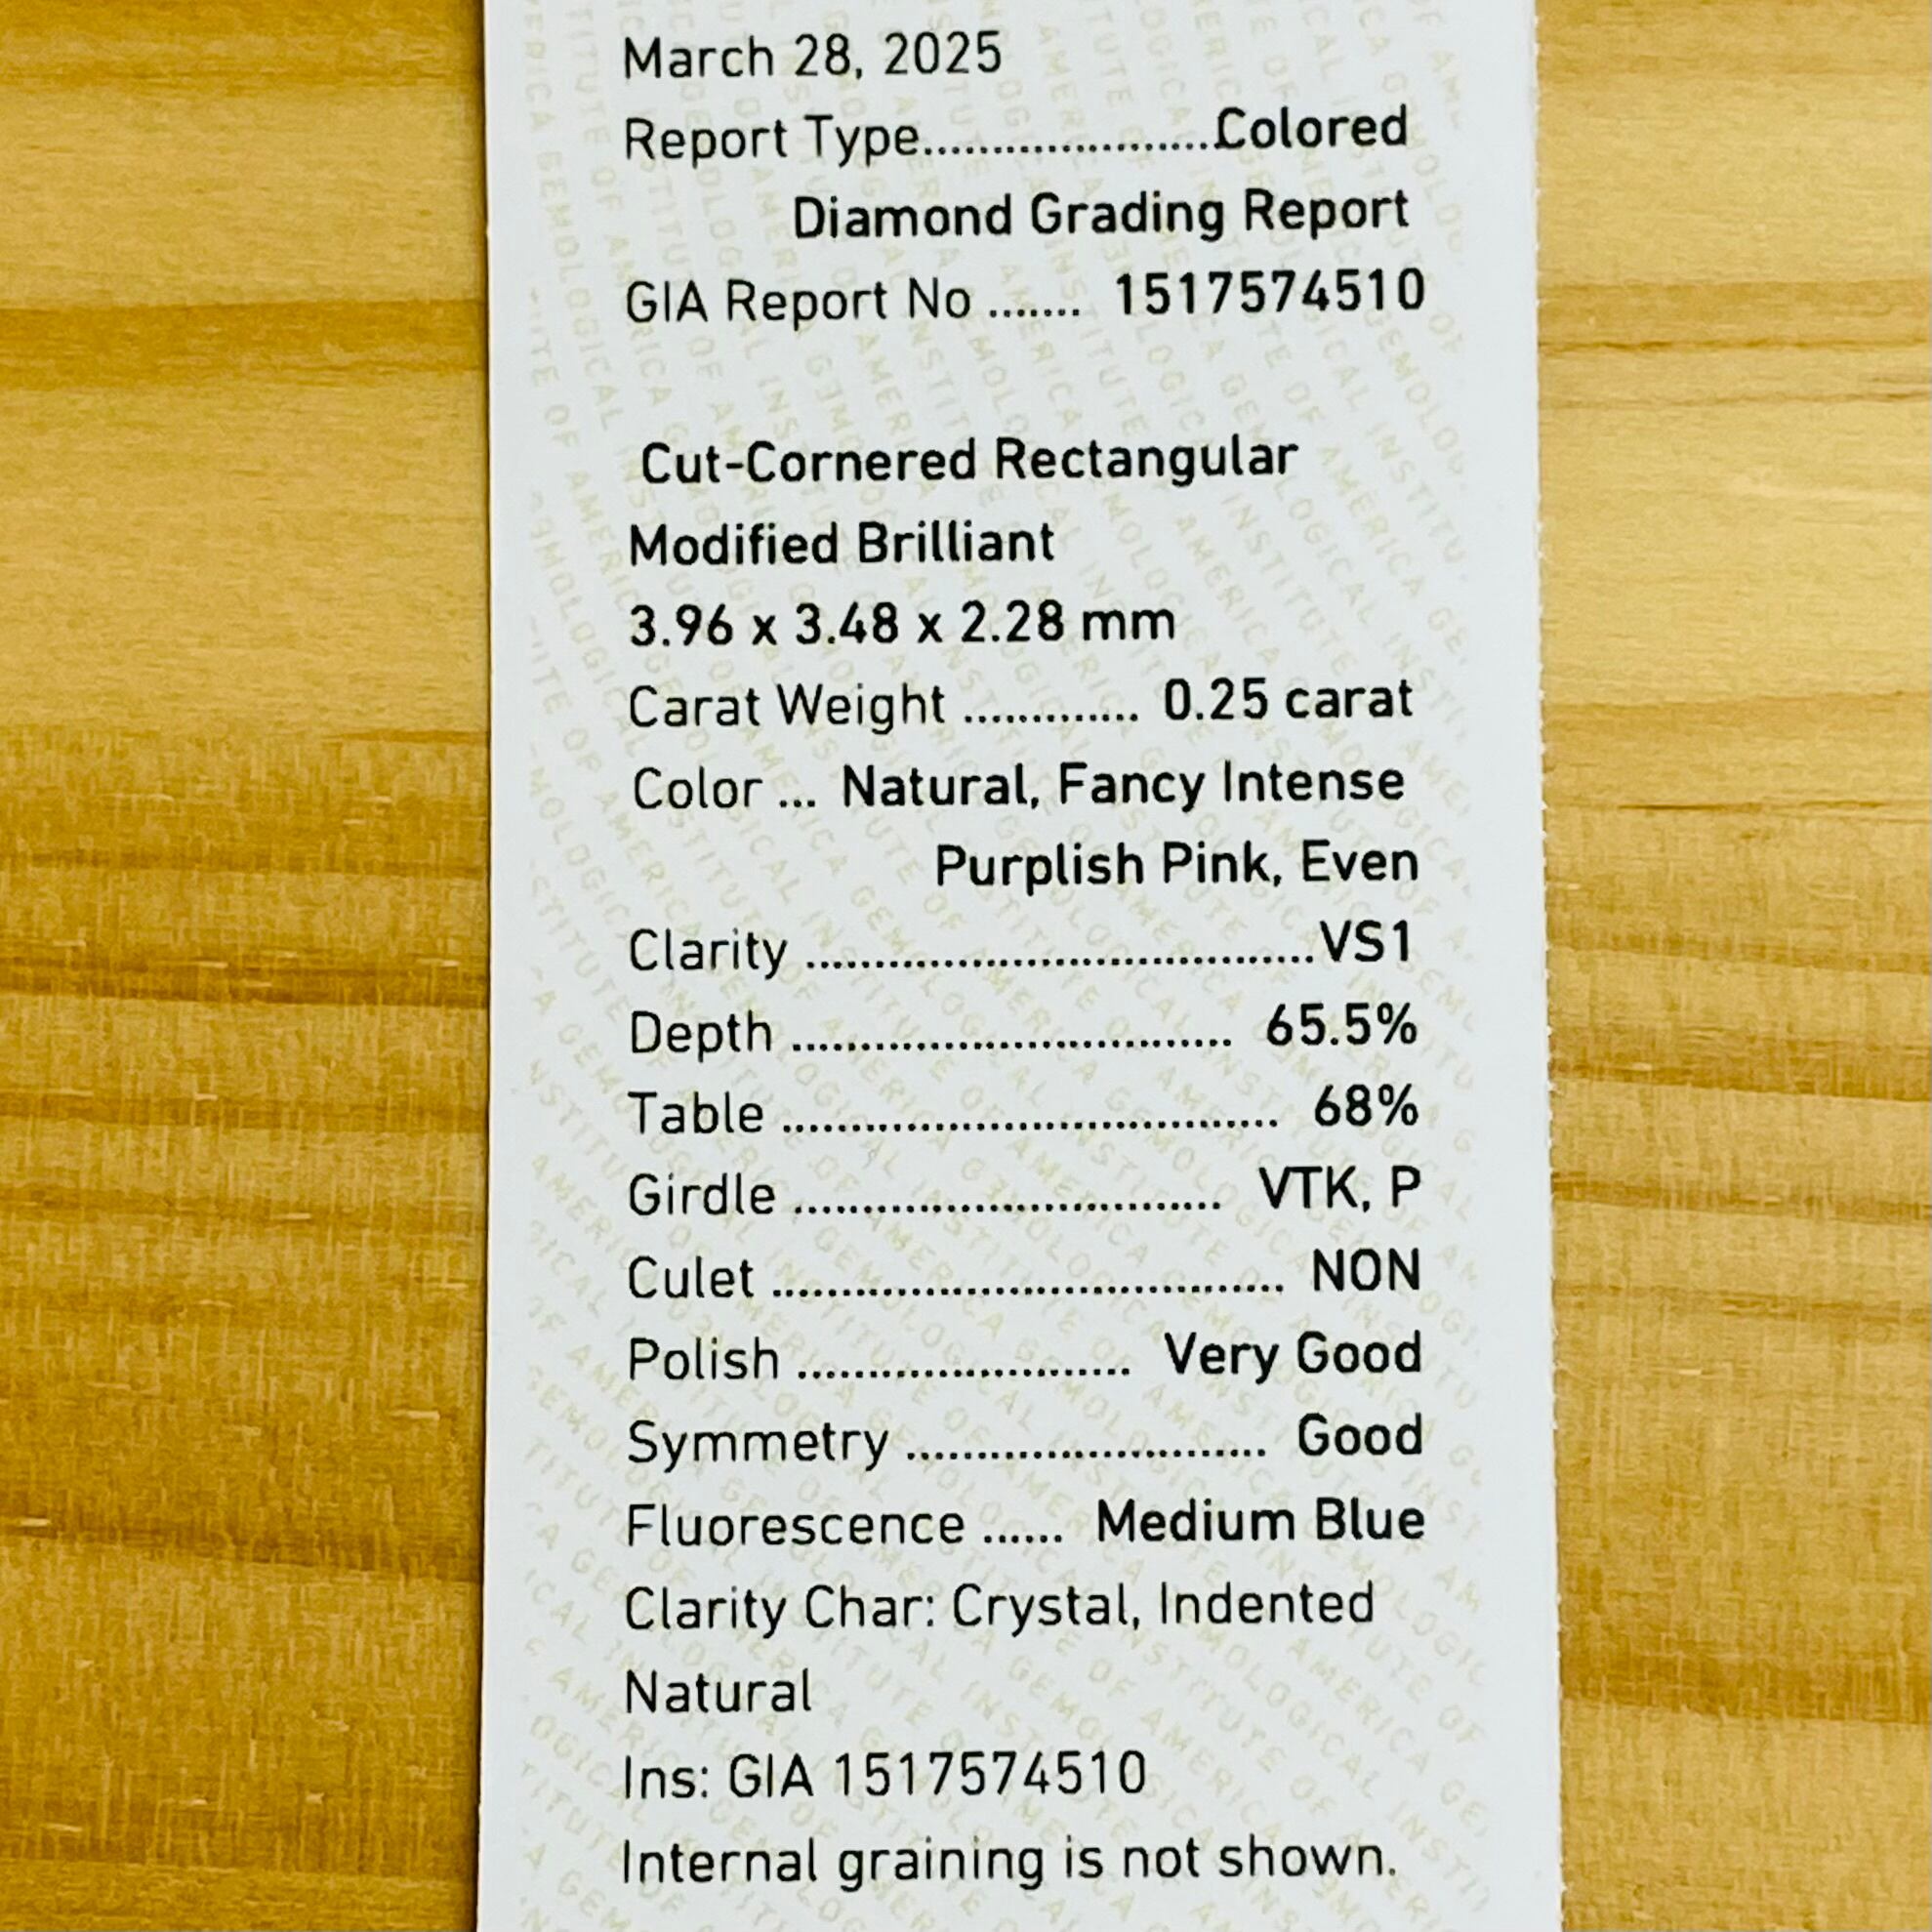 March 28, 2025
Report Type......................Colored
Diamond Grading Report
GIA Report No ....... 1517574510
Cut-Cornered Rectangular
Modified Brilliant
3.96 x 3.48 x 2.28 mm
Carat Weight ............. 0.25 carat
Color ... Natural, Fancy Intense
Purplish Pink, Even
Clarity .....................................VS1
Depth ................................ 65.5%
Table .................................... 68%
Girdle ............................... VTK, P
Culet ..................................... NON
Polish ........................ Very Good
Symmetry .......................... Good
Fluorescence ...... Medium Blue
Clarity Char: Crystal, Indented
Natural
Ins: GIA 1517574510
Internal graining is not shown.